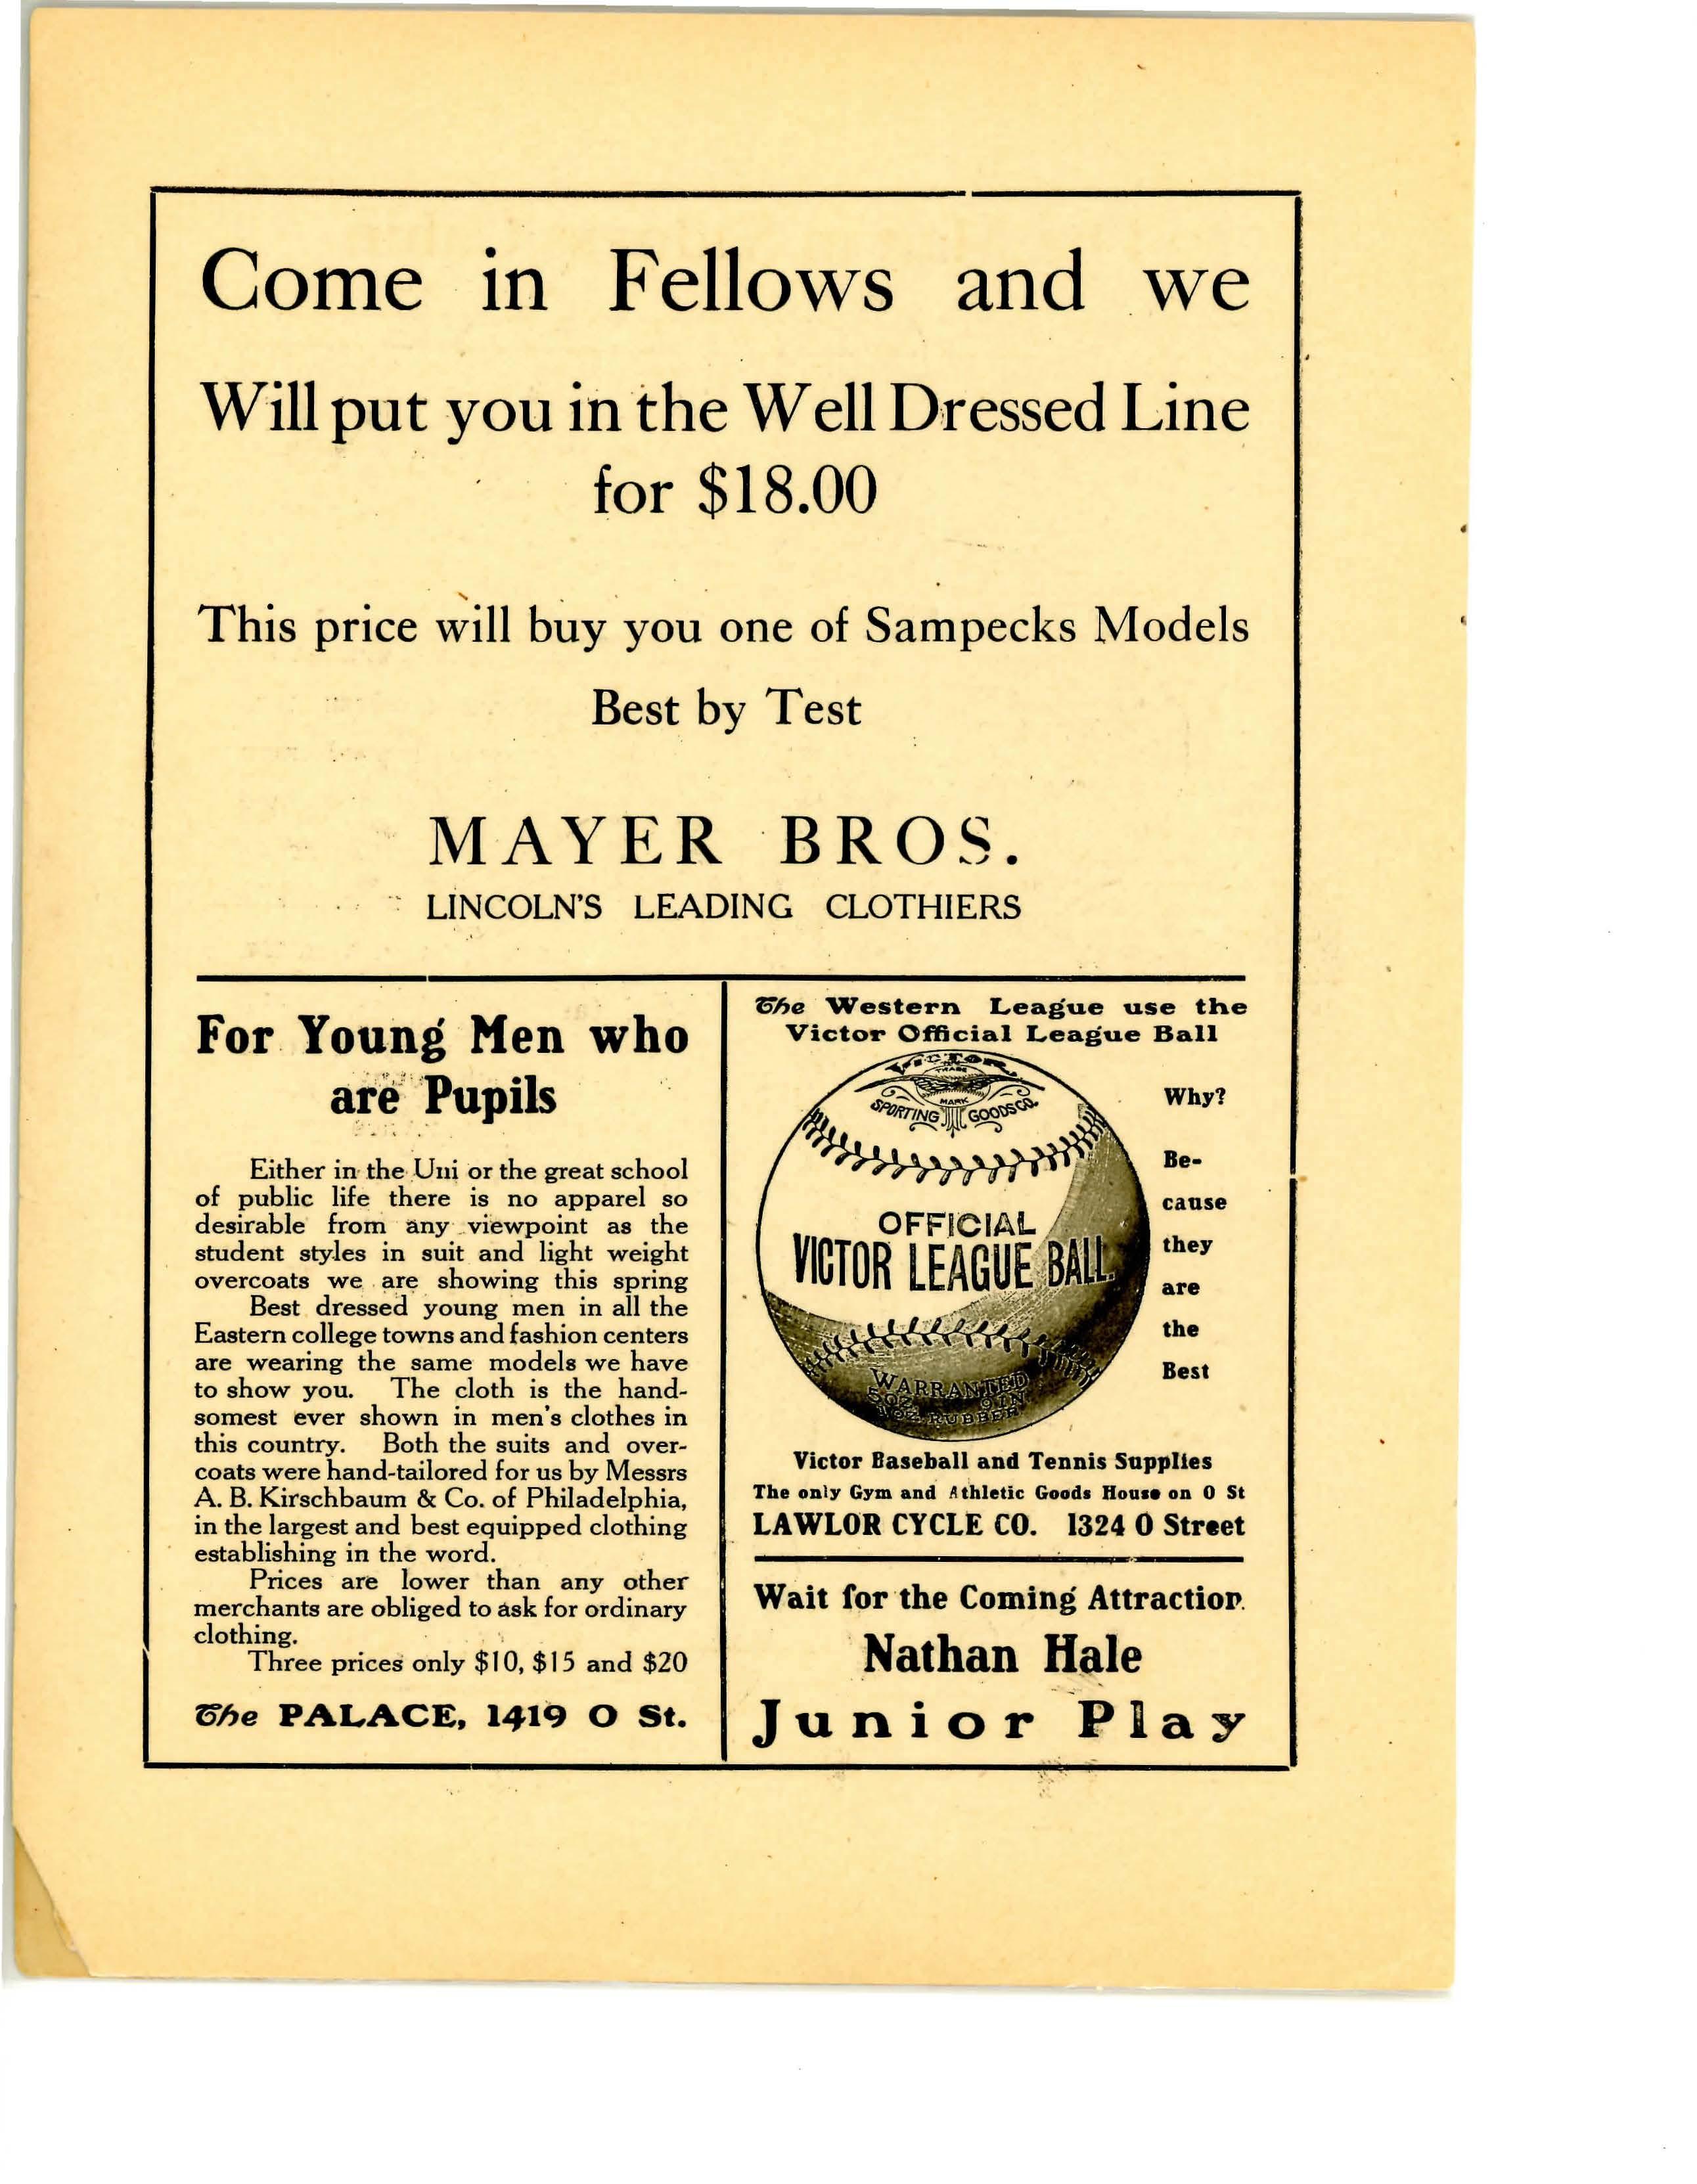 Come in Fellows and we
Will put you in the Well Dressed Line
for $18.00
This price will buy you one of Sampecks Models
Best by Test
MAYER BROS.
LINCOLN'S LEADING CLOTHIERS
For Young Men who
are Pupils
Either in the Uni or the great school
of public life there is no apparel so
desirable from any viewpoint as the
student styles in suit and light weight
overcoats we are showing this spring
Best dressed young men in all the
Eastern college towns and fashion centers
are wearing the same models we have
to show you. The cloth is the hand-
somest ever shown in men's clothes in
this country. Both the suits and over-
coats were hand-tailored for us by Messrs
A. B. Kirschbaum & Co. of Philadelphia,
in the largest and best equipped clothing
establishing in the word.
Prices are lower than any other
merchants are obliged to ask for ordinary
clothing.
Three prices only $10, $15 and $20
The PALACE, 1419 O St.
The Western League use the
Victor Official League Ball
VICTOR
TRADE
MARK
SPORTING GOODS CO.
OFFICIAL
VICTOR LEAGUE BALL.
WARRANTED
5 OZ. 9 IN.
RUBBER
Why?
Be-
cause
they
are
the
Best
Victor Baseball and Tennis Supplies
The only Gym and Athletic Goods House on O St
LAWLOR CYCLE CO. 1324 O Street
Wait for the Coming Attraction
Nathan Hale
Junior Play